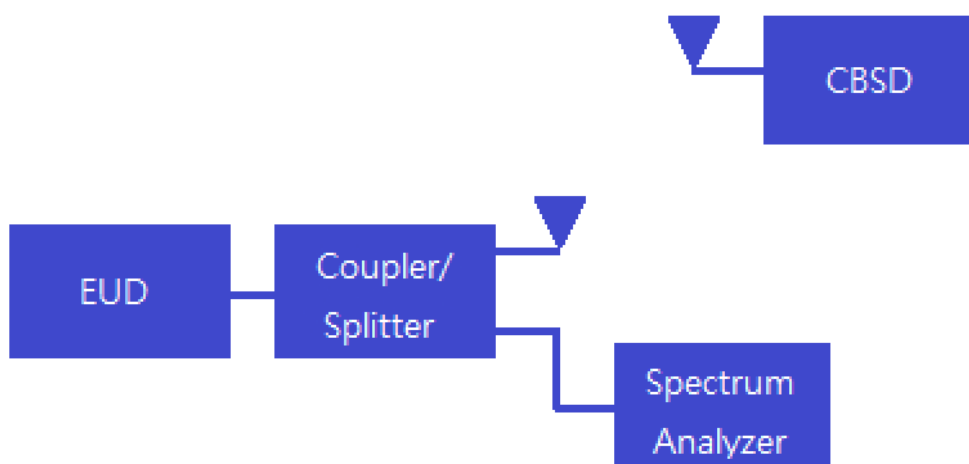 CBSD
EUD
Coupler/
Splitter
Spectrum
Analyzer